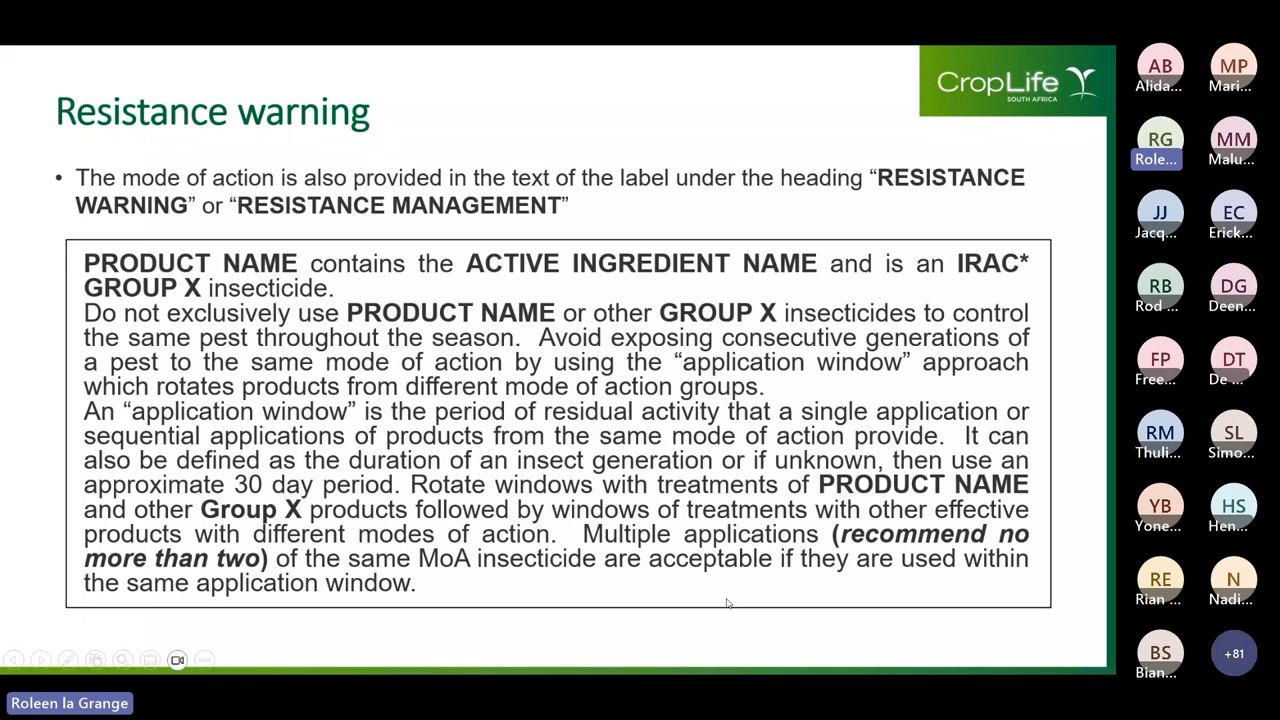 CropLife
SOUTH AFRICA
Resistance warning
• The mode of action is also provided in the text of the label under the heading “RESISTANCE
WARNING” or “RESISTANCE MANAGEMENT”
PRODUCT NAME contains the ACTIVE INGREDIENT NAME and is an IRAC*
GROUP X insecticide.
Do not exclusively use PRODUCT NAME or other GROUP X insecticides to control
the same pest throughout the season. Avoid exposing consecutive generations of
a pest to the same mode of action by using the “application window” approach
which rotates products from different mode of action groups.
An “application window” is the period of residual activity that a single application or
sequential applications of products from the same mode of action provide. It can
also be defined as the duration of an insect generation or if unknown, then use an
approximate 30 day period. Rotate windows with treatments of PRODUCT NAME
and other Group X products followed by windows of treatments with other effective
products with different modes of action. Multiple applications (recommend no
more than two) of the same MoA insecticide are acceptable if they are used within
the same application window.
Roleen la Grange
AB
Alida...
MP
Mari...
RG
Role...
MM
Malu...
JJ
Jacq...
EC
Erick...
RB
Rod ...
DG
Deen...
FP
Free...
DT
De ...
RM
Thuli...
SL
Simo...
YB
Yone...
HS
Hen...
RE
Rian ...
N
Nadi...
BS
Bian...
+81